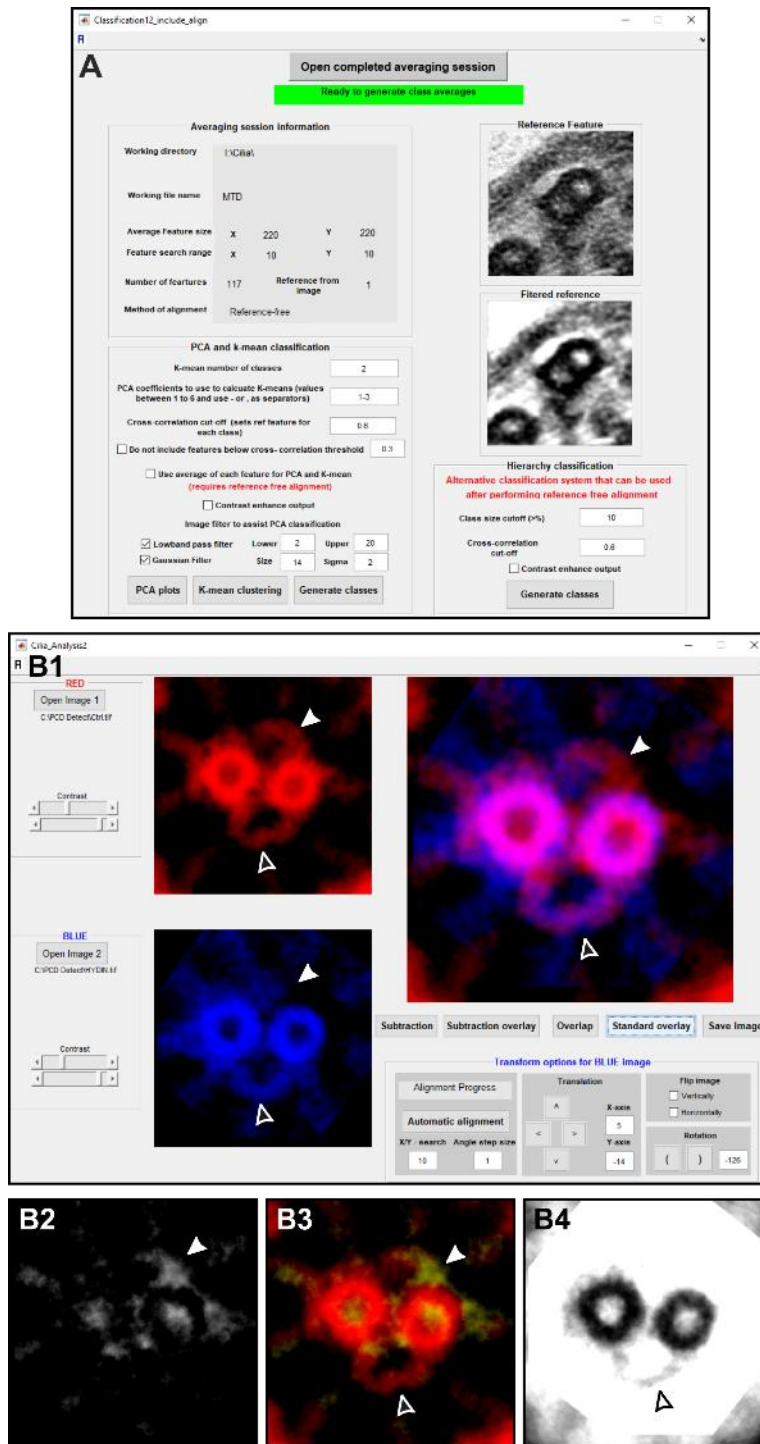 Classification12_include_align
A
Open completed averaging session
Ready to generate class averages
Averaging session information
Working directory I:\Cilia\
Working file name MTD
Average Feature size X 220 Y 220
Feature search range X 10 Y 10
Number of feartures 117 Reference from image 1
Method of alignment Reference-free
Reference Feature
Fitered reference
PCA and k-mean classification
K-mean number of classes 2
PCA coefficients to use to calcuate K-means (values
between 1 to 6 and use - or , as separators) 1-3
Cross-correlation cut-off (sets ref feature for
each class) 0.6
Do not include features below cross- correlation threshold 0.3
Use average of each feature for PCA and K-mean
(requires reference free alignment)
Contrast enhance output
Image filter to assist PCA classification
Lowband pass filter Lower 2 Upper 20
Gaussian Filter Size 14 Sigma 2
PCA plots K-mean clustering Generate classes
Hierarchy classification
Alternative classification system that can be used
after performing reference free alignment
Class size cutoff (>%) 10
Cross-correlation
cut-off 0.6
Contrast enhance output
Generate classes
Cilia_Analysis2
B1
RED
Open Image 1
C:\PCD Detect\Ctrl.tif
Contrast
BLUE
Open Image 2
C:\PCD Detect\HYDIN.tif
Contrast
Subtraction Subtraction overlay Overlap Standard overlay Save Image
Transform options for BLUE image
Alignment Progress
Automatic alignment
X/Y - search Angle step size
10 1
Translation
^
< >
v
X-axis
5
Y-axis
-14
Flip image
Vertically
Horizontally
Rotation
( ) -126
B2 B3 B4